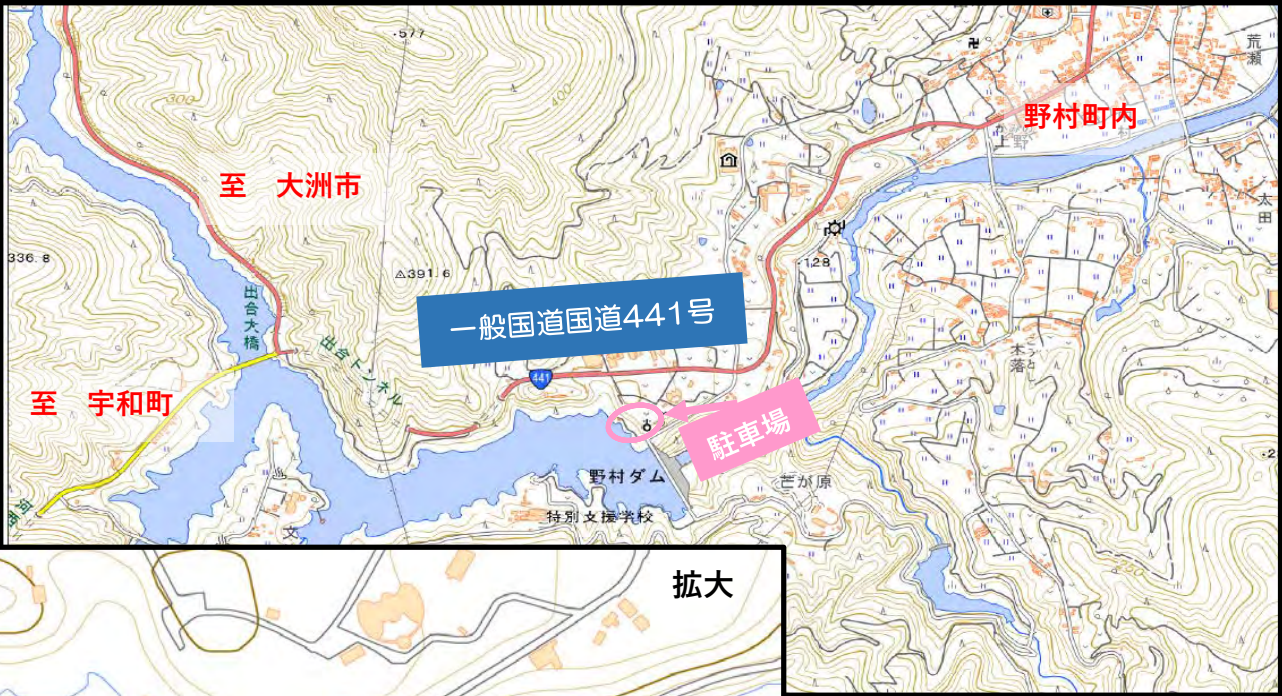 ・577
300
400
荒瀬
野村町内
上野
至　大洲市
太田
336.8
△391.6
・128
出合大橋
一般国道国道441号
出合トンネル
441
至　宇和町
駐車場
野村ダム
芒が原
特別支援学校
文
250
拡大